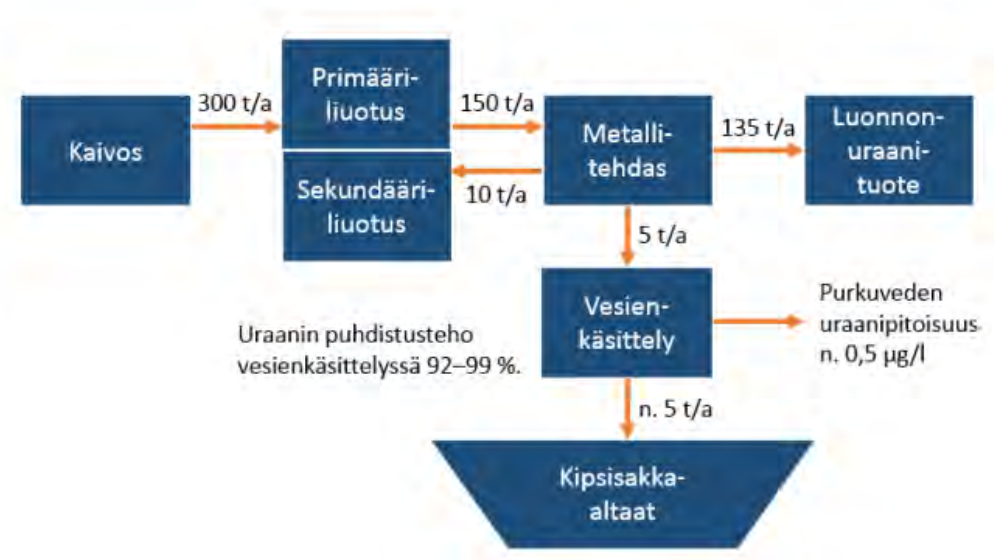 Kaivos
300 t/a
Primääri-
liuotus
150 t/a
Sekundääri-
liuotus
10 t/a
Metalli-
tehdas
135 t/a
Luonnon-
uraani-
tuote
5 t/a
Vesien-
käsittely
Purkuveden
uraanipitoisuus
n. 0,5 µg/l
Uraanin puhdistusteho
vesienkäsittelyssä 92–99 %.
n. 5 t/a
Kipsisakka-
altaat